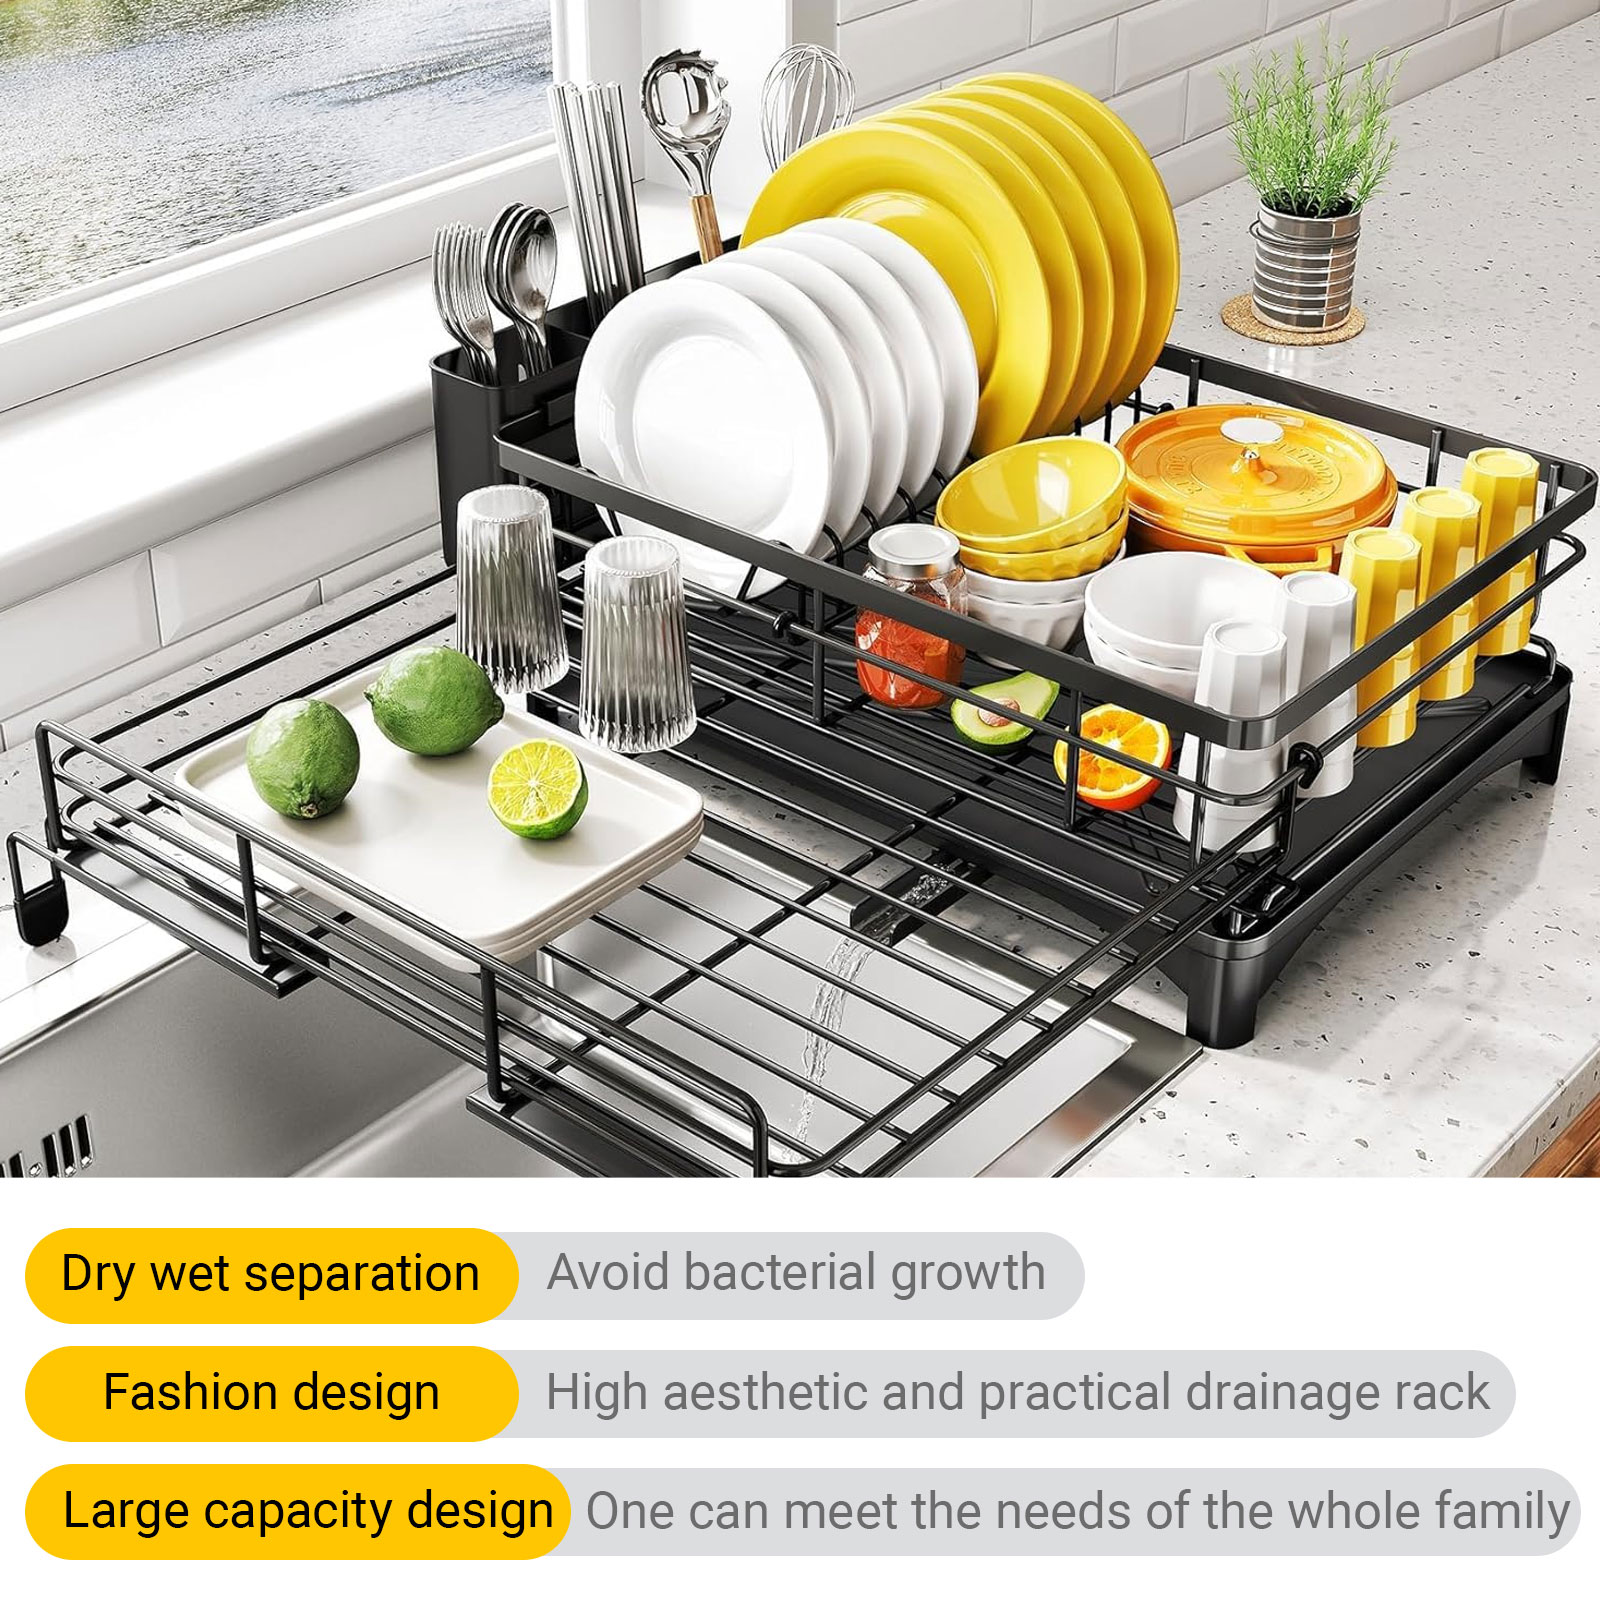 Dry wet separation Avoid bacterial growth
Fashion design High aesthetic and practical drainage rack
Large capacity design One can meet the needs of the whole family